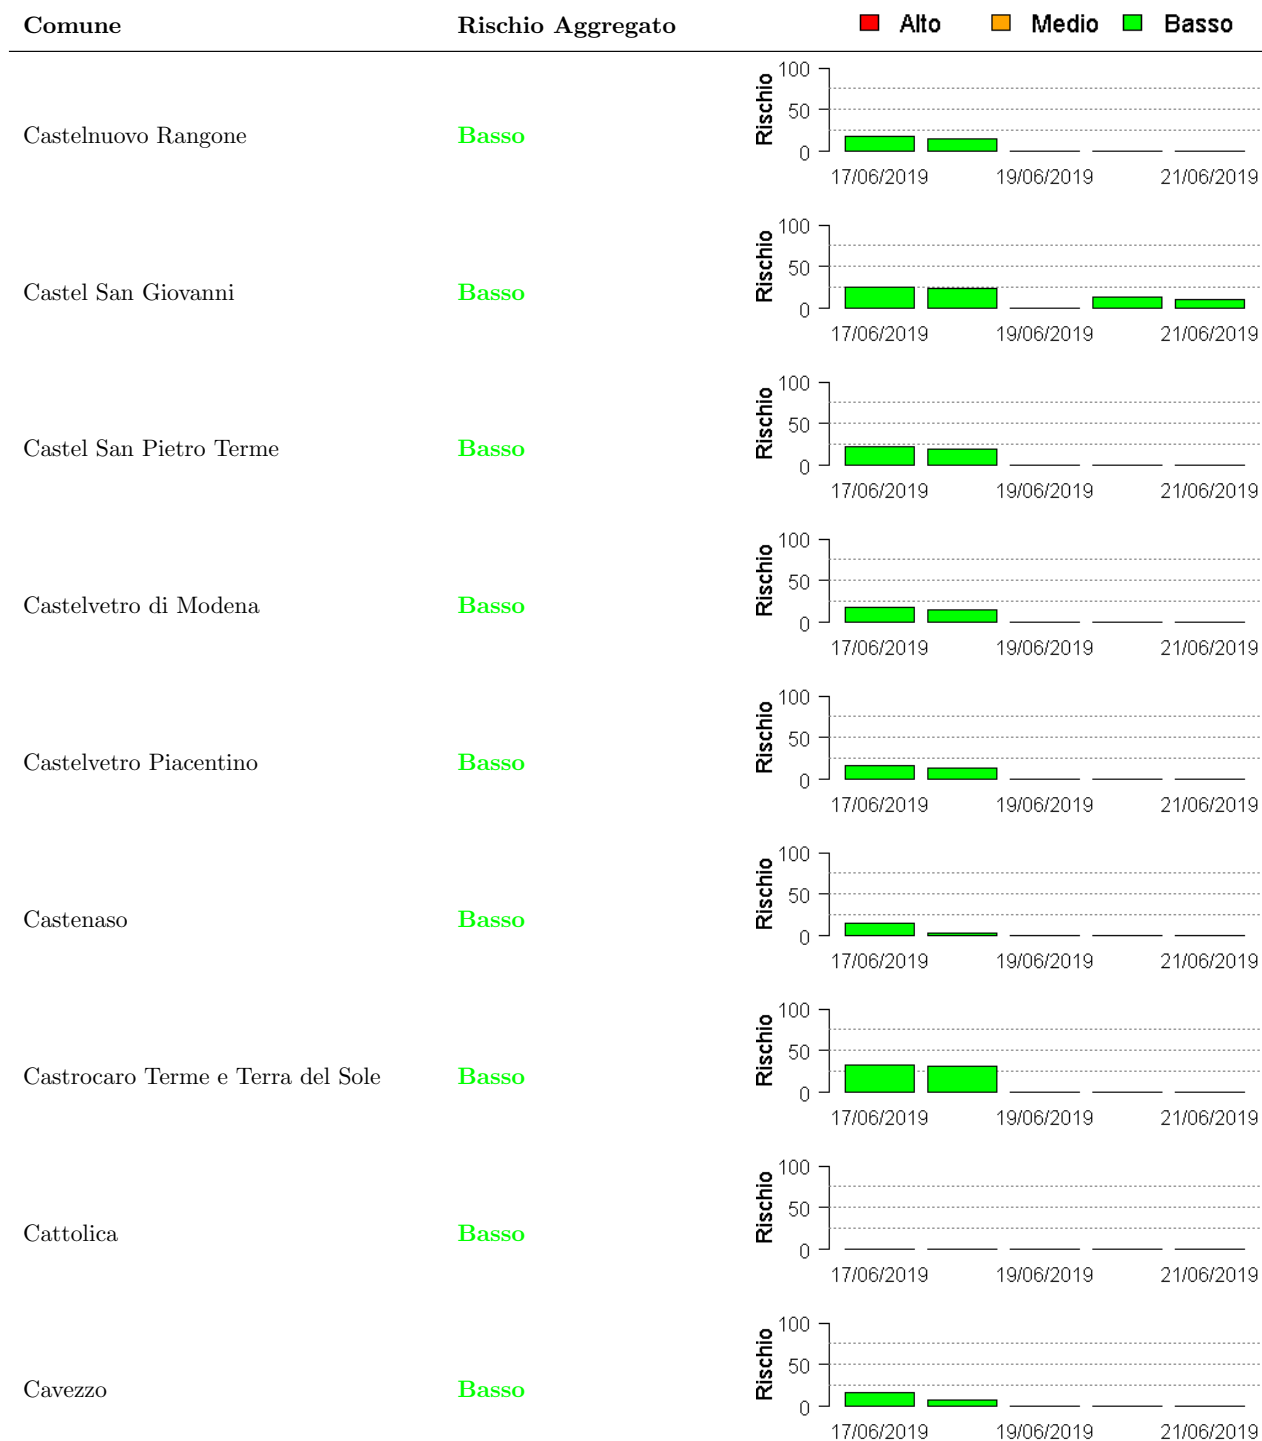 Comune Rischio Aggregato Alto Medio Basso
100
50
0
Rischio
Castelnuovo Rangone Basso
17/06/2019 19/06/2019 21/06/2019
100
50
0
Rischio
Castel San Giovanni Basso
17/06/2019 19/06/2019 21/06/2019
100
50
0
Rischio
Castel San Pietro Terme Basso
17/06/2019 19/06/2019 21/06/2019
100
50
0
Rischio
Castelvetro di Modena Basso
17/06/2019 19/06/2019 21/06/2019
100
50
0
Rischio
Castelvetro Piacentino Basso
17/06/2019 19/06/2019 21/06/2019
100
50
0
Rischio
Castenaso Basso
17/06/2019 19/06/2019 21/06/2019
100
50
0
Rischio
Castrocaro Terme e Terra del Sole Basso
17/06/2019 19/06/2019 21/06/2019
100
50
0
Rischio
Cattolica Basso
17/06/2019 19/06/2019 21/06/2019
100
50
0
Rischio
Cavezzo Basso
17/06/2019 19/06/2019 21/06/2019